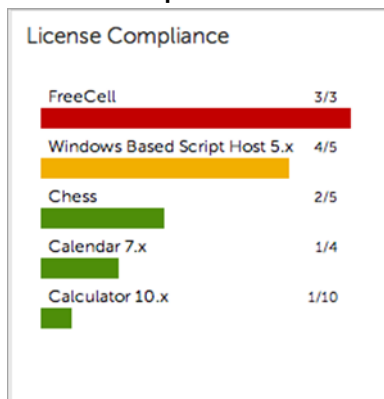 License Compliance
FreeCell 3/3
Windows Based Script Host 5.x 4/5
Chess 2/5
Calendar 7.x 1/4
Calculator 10.x 1/10